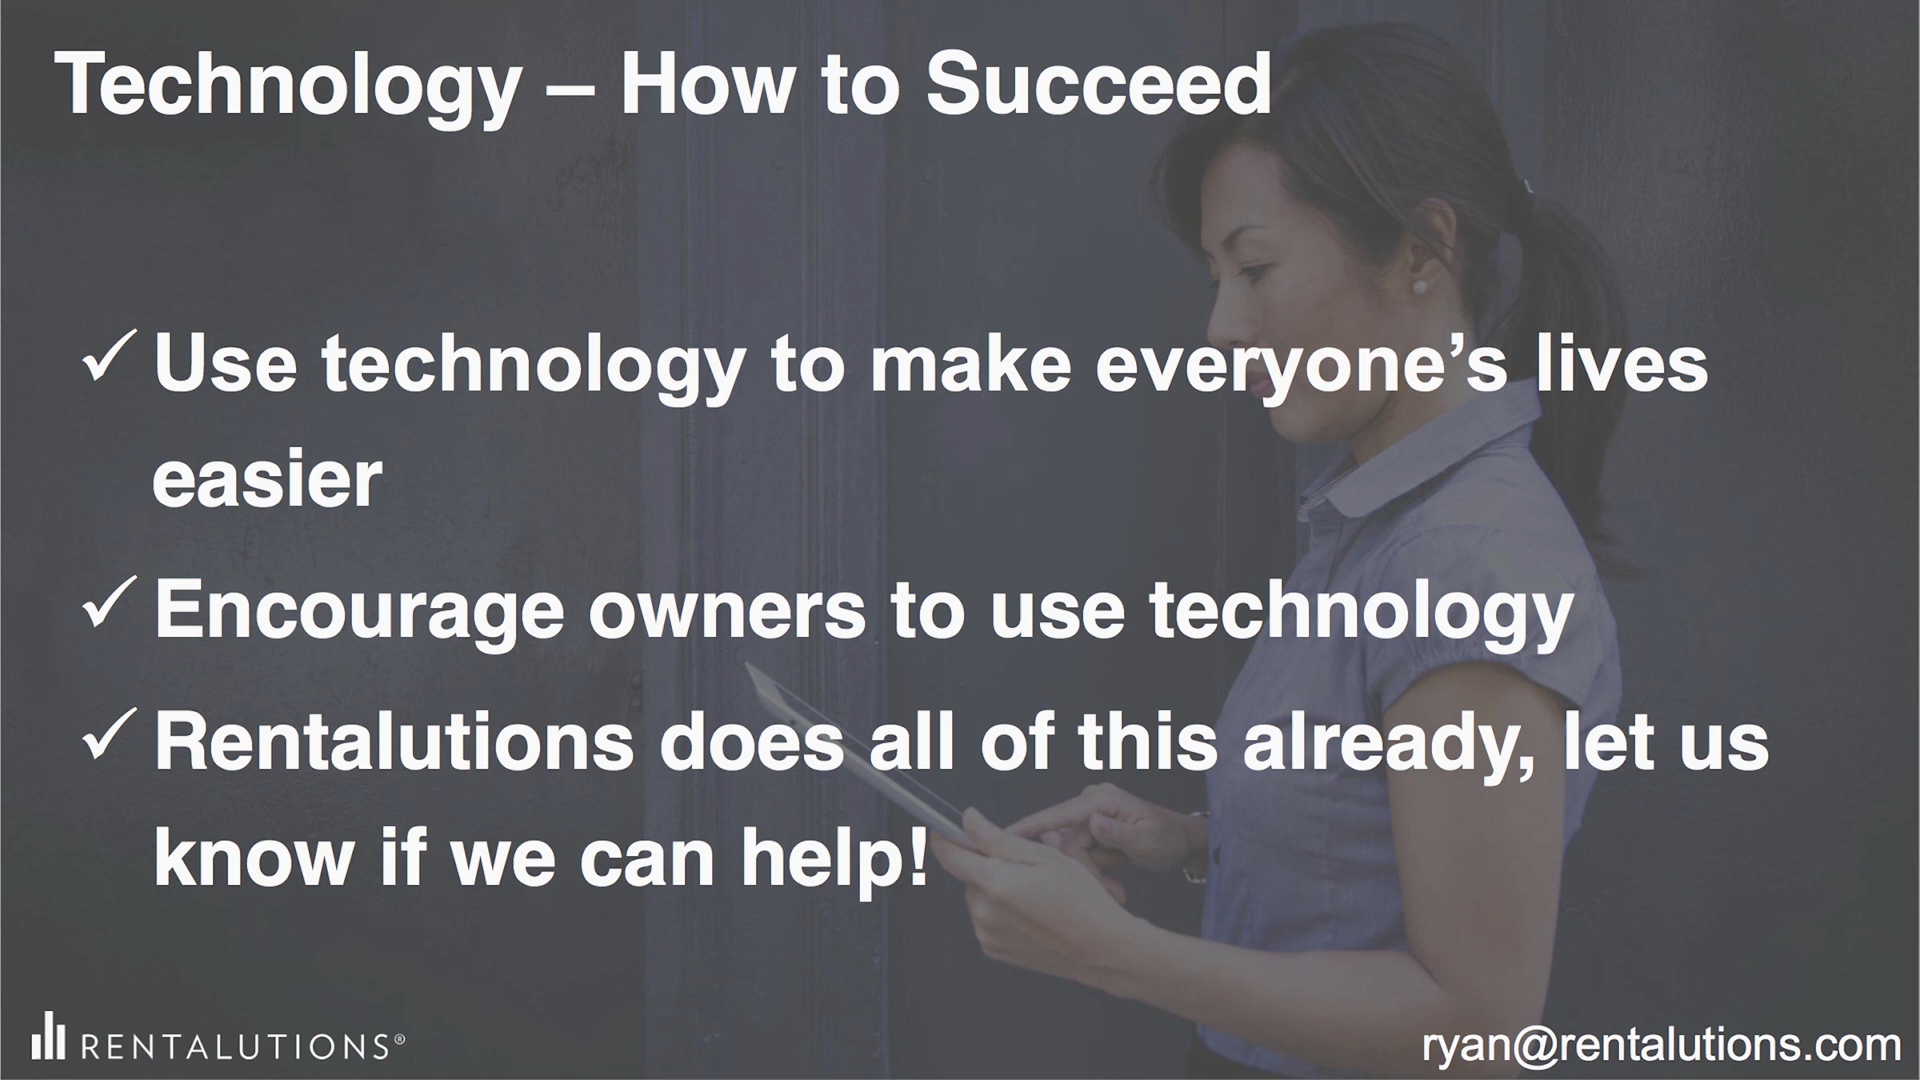 Technology – How to Succeed
✓ Use technology to make everyone’s lives
easier
✓ Encourage owners to use technology
✓ Rentalutions does all of this already, let us
know if we can help!
RENTALUTIONS®
ryan@rentalutions.com